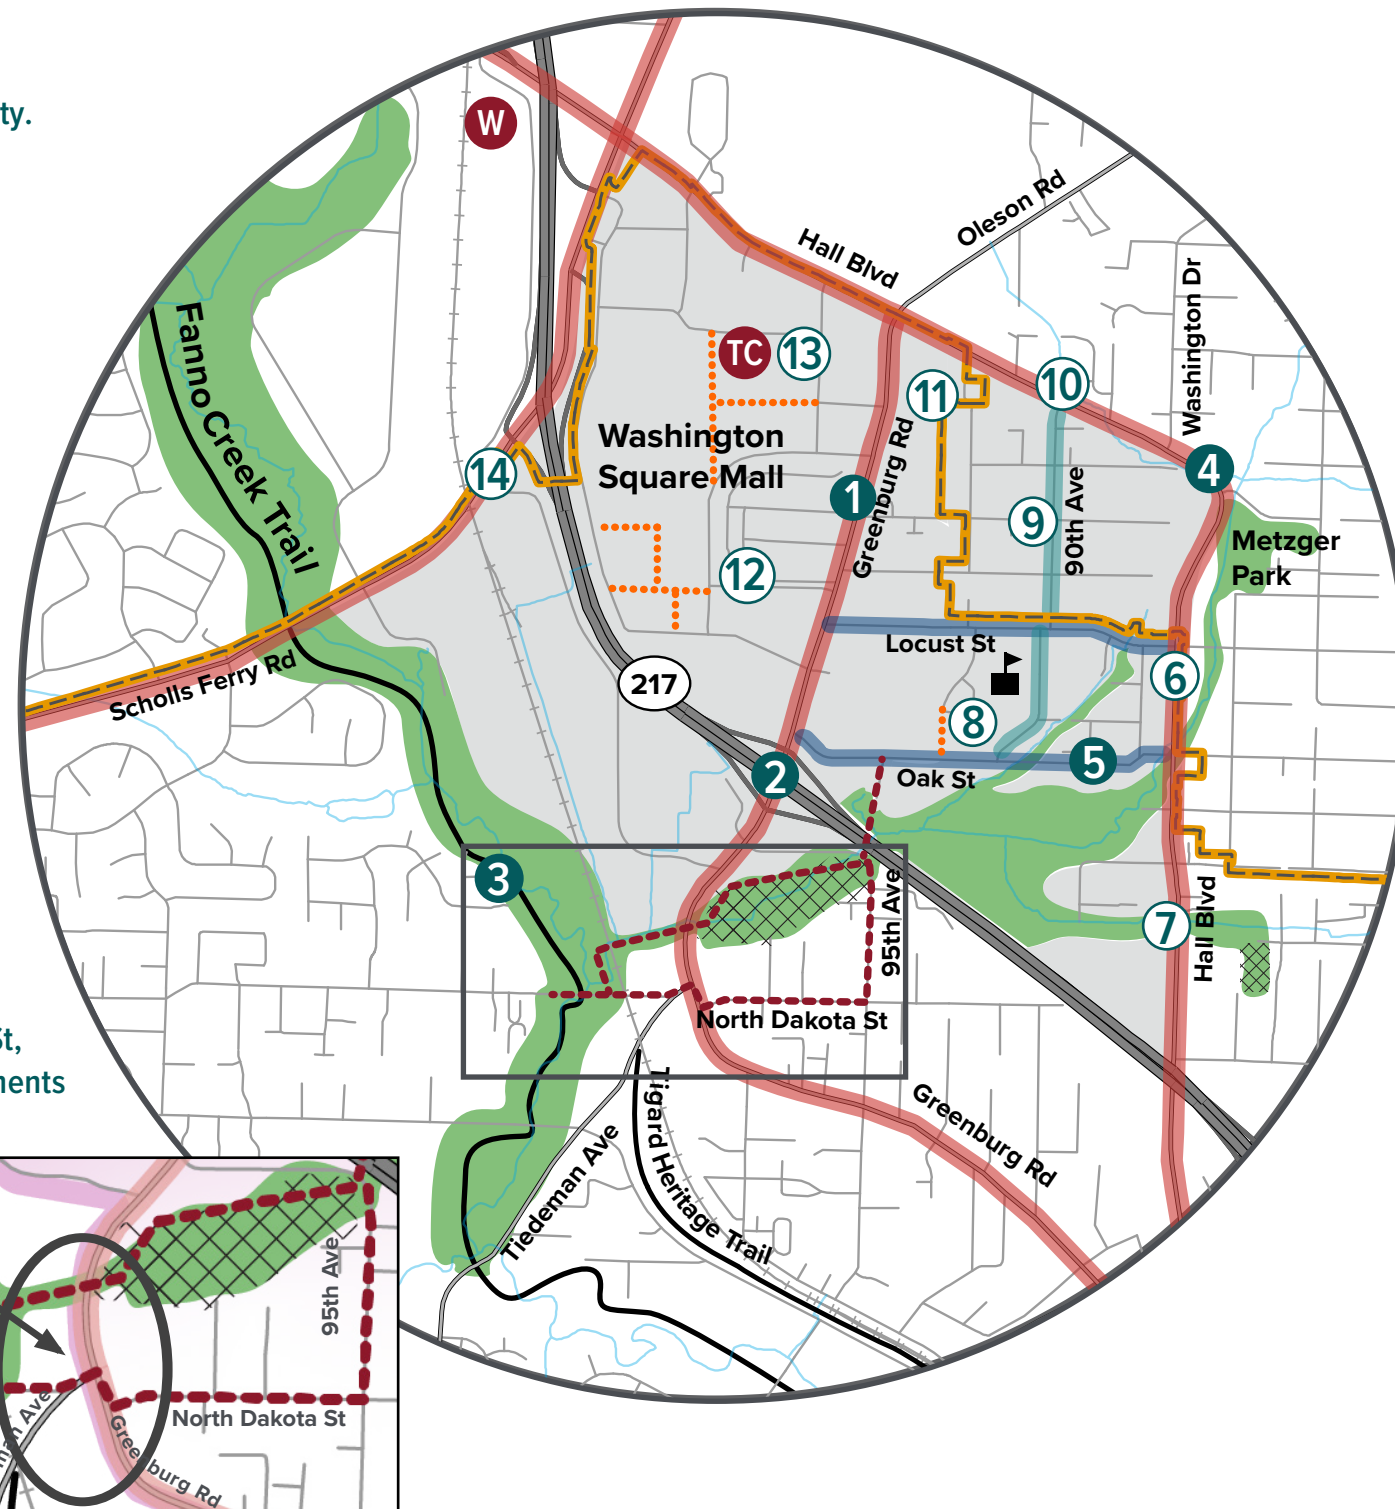 ty.
W
Oleson Rd
Hall Blvd
Washington Dr
Fanno Creek Trail
TC
13
11
10
Washington
Square Mall
14
4
1
Greenburg Rd
9
90th Ave
Metzger
Park
12
Locust St
Scholls Ferry Rd
217
6
8
2
Oak St
5
3
95th Ave
7
Hall Blvd
North Dakota St
St,
nents
Tigard Heritage Trail
Greenburg Rd
Tiedeman Ave
95th Ave
North Dakota St
man Ave
Greenburg Rd